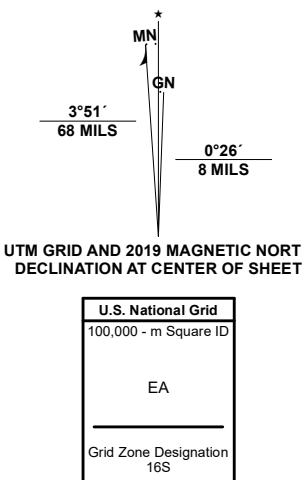 MN
GN
3°51´
68 MILS
0°26´
8 MILS
UTM GRID AND 2019 MAGNETIC NORT
DECLINATION AT CENTER OF SHEET
U.S. National Grid
100,000 - m Square ID
EA
Grid Zone Designation
16S